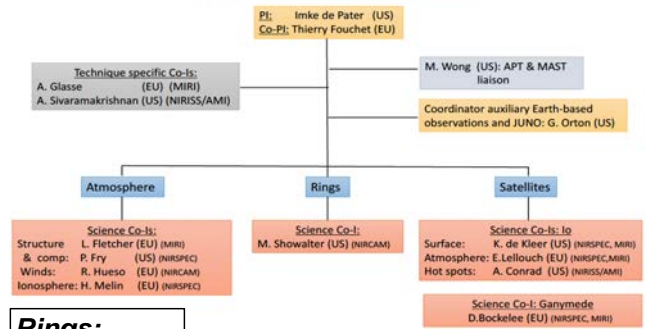 PI: Imke de Pater (US)
Co-PI: Thierry Fouchet (EU)
Technique specific Co-Is:
A. Glasse (EU) (MIRI)
A. Sivaramakrishnan (US) (NIRISS/AMI)
M. Wong (US): APT & MAST
liaison
Coordinator auxiliary Earth-based
observations and JUNO: G. Orton (US)
Atmosphere
Rings
Satellites
Science Co-Is:
Structure L. Fletcher (EU) (MIRI)
& comp: P. Fry (US) (NIRSPEC)
Winds: R. Hueso (EU) (NIRCAM)
Ionosphere: H. Melin (EU) (NIRSPEC)
Science Co-I:
M. Showalter (US) (NIRCAM)
Science Co-Is: Io
Surface: K. de Kleer (US) (NIRSPEC, MIRI)
Atmosphere: E.Lellouch (EU) (NIRSPEC,MIRI)
Hot spots: A. Conrad (US) (NIRISS/AMI)
Science Co-I: Ganymede
D.Bockelee (EU) (NIRSPEC, MIRI)
Rings: